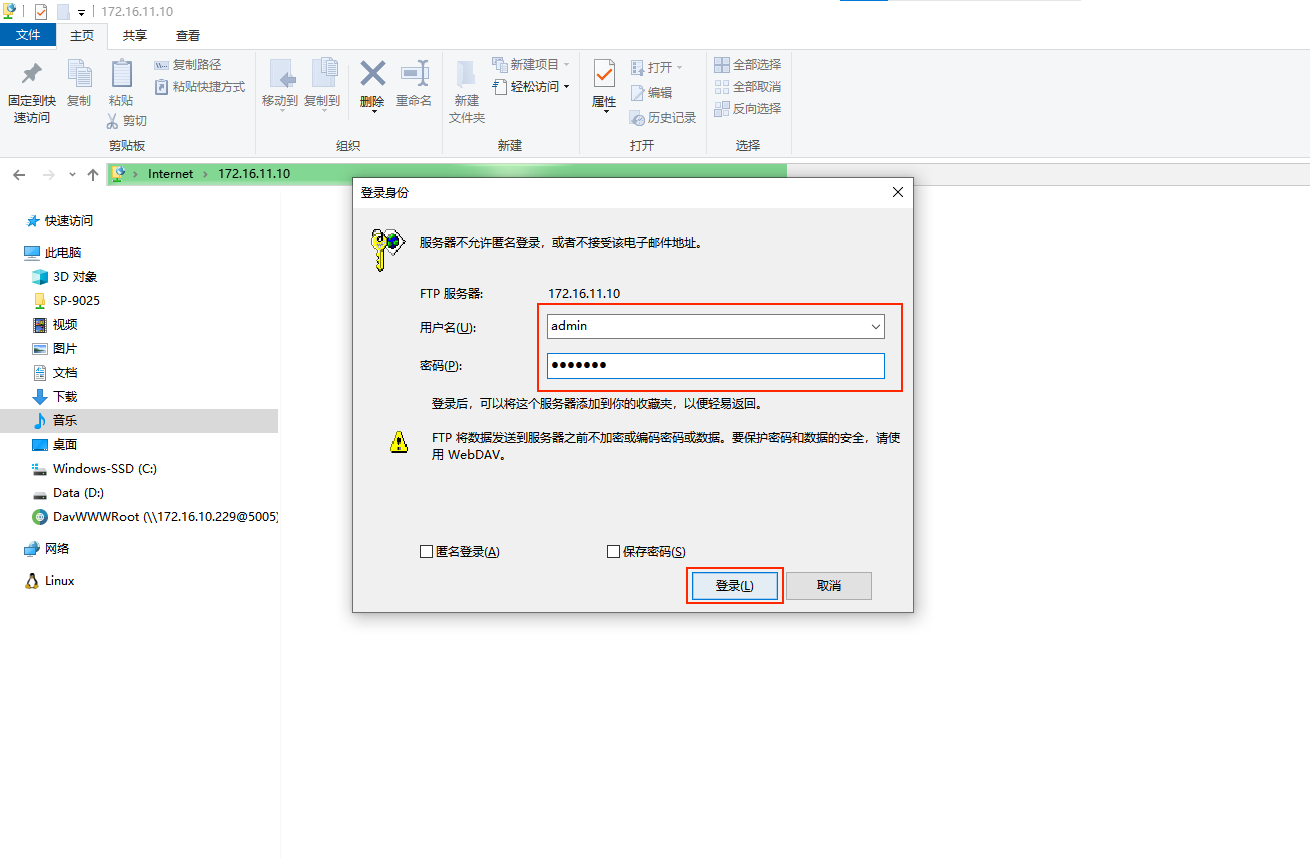 172.16.11.10
文件 主页 共享 查看
固定到快速访问
复制
粘贴
复制路径
粘贴快捷方式
剪切
剪贴板
移动到
复制到
删除
重命名
组织
新建文件夹
新建项目
轻松访问
新建
属性
打开
编辑
历史记录
打开
全部选择
全部取消
反向选择
选择
Internet 172.16.11.10
快速访问
此电脑
3D 对象
SP-9025
视频
图片
文档
下载
音乐
桌面
Windows-SSD (C:)
Data (D:)
DavWWWRoot (\\172.16.10.229@5005)
网络
Linux
登录身份
服务器不允许匿名登录，或者不接受该电子邮件地址。
FTP 服务器: 172.16.11.10
用户名(U): admin
密码(P): ●●●●●●●
登录后，可以将这个服务器添加到你的收藏夹，以便轻易返回。
FTP 将数据发送到服务器之前不加密或编码密码或数据。要保护密码和数据的安全，请使
用 WebDAV。
匿名登录(A) 保存密码(S)
登录(L) 取消